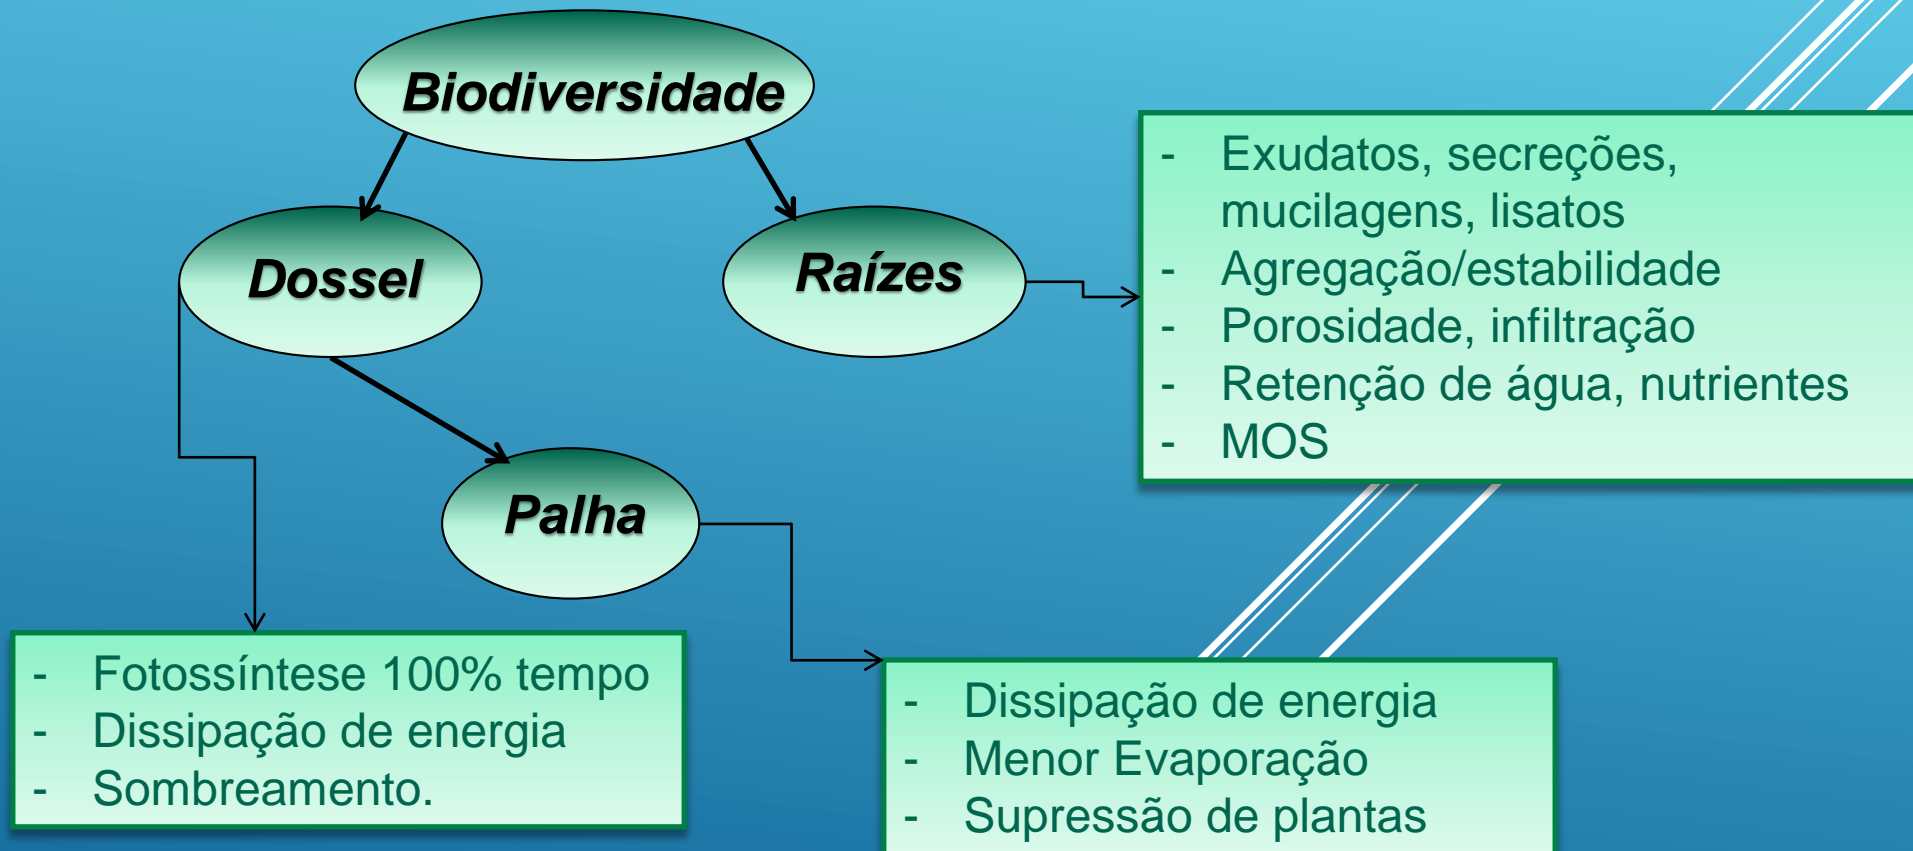 Biodiversidade
Dossel
Raízes
Palha
- Exudatos, secreções,
mucilagens, lisatos
- Agregação/estabilidade
- Porosidade, infiltração
- Retenção de água, nutrientes
- MOS
- Fotossíntese 100% tempo
- Dissipação de energia
- Sombreamento.
- Dissipação de energia
- Menor Evaporação
- Supressão de plantas